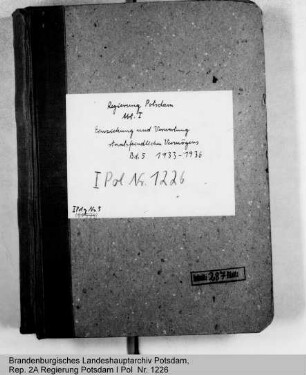 Regierung Potsdam
Abt. I
Einziehung und Verwertung
staatsfeindlichen Vermögens
Bd. 5 1933-1936
I Pol Nr. 1226
287
Brandenburgisches Landeshauptarchiv Potsdam,
Rep. 2A Regierung Potsdam I Pol Nr. 1226